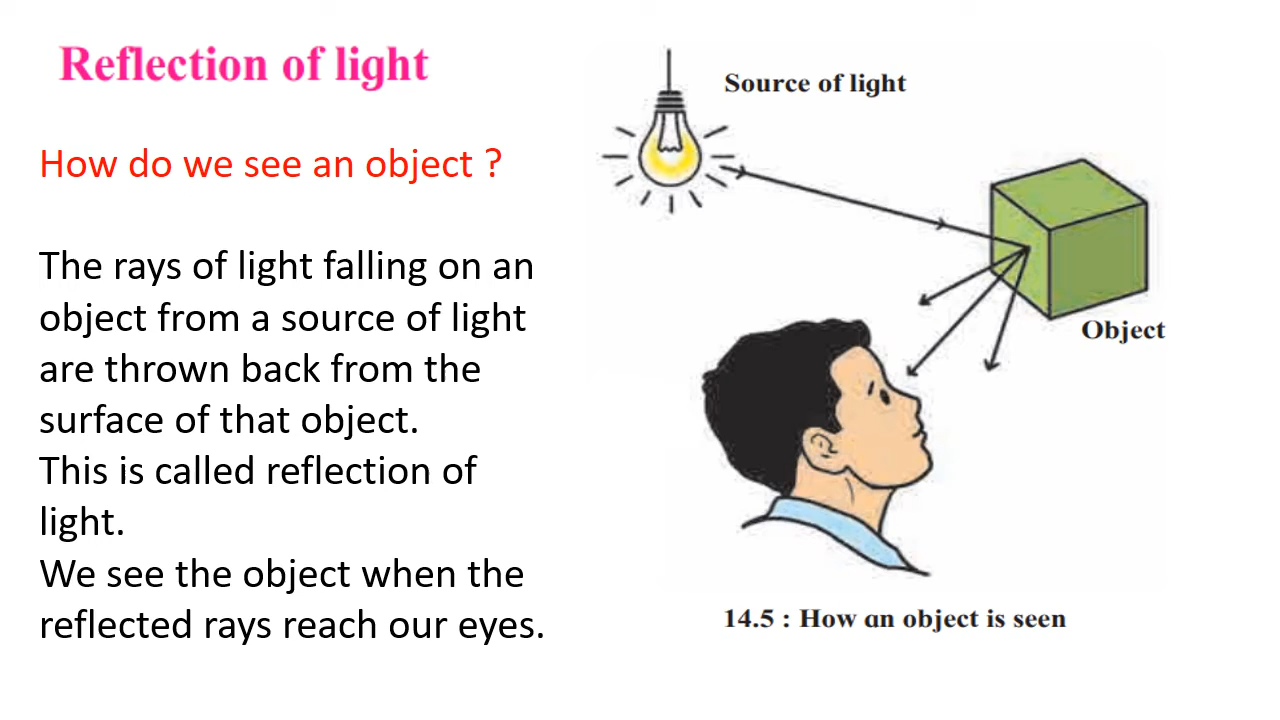 Reflection of light
How do we see an object ?
The rays of light falling on an
object from a source of light
are thrown back from the
surface of that object.
This is called reflection of
light.
We see the object when the
reflected rays reach our eyes.
Source of light
Object
14.5 : How an object is seen